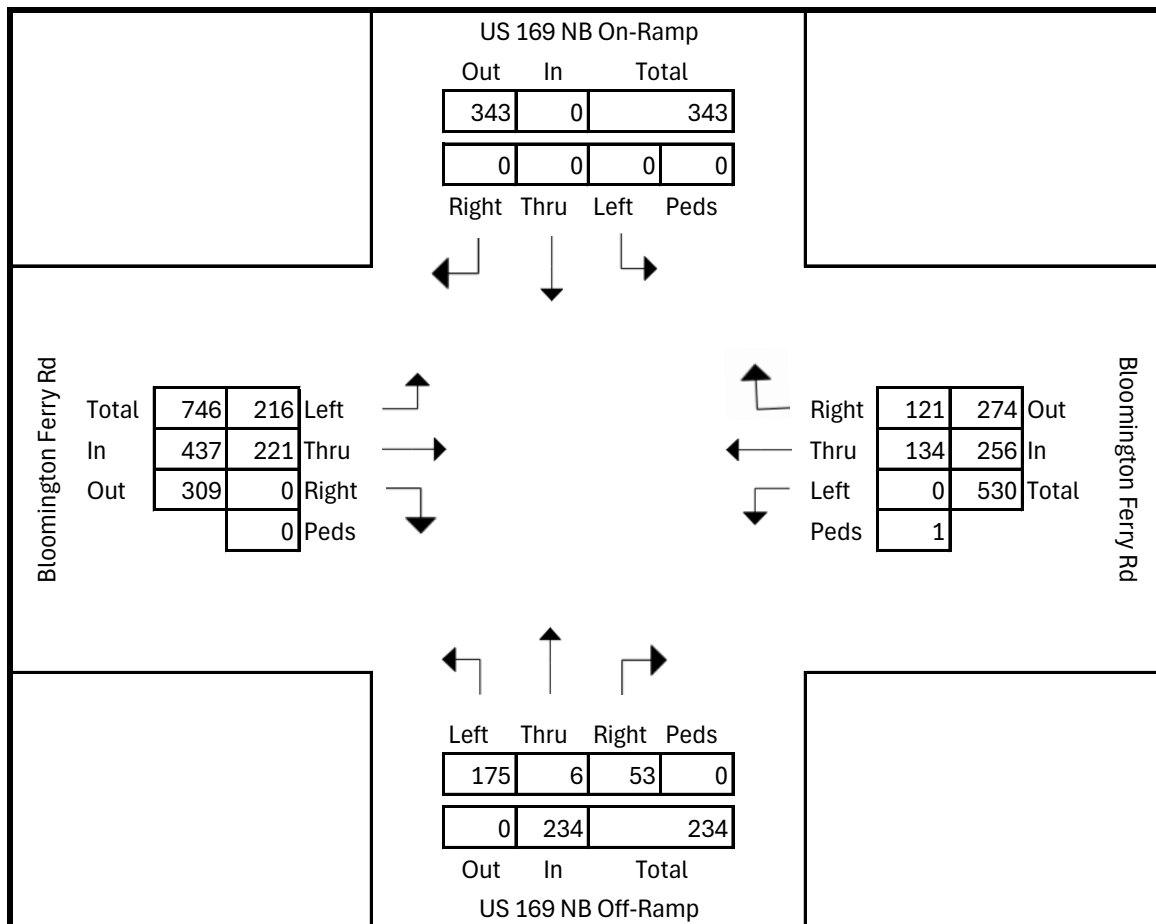 US 169 NB On-Ramp
Out In Total
343 0 343
0 0 0 0
Right Thru Left Peds
Bloomington Ferry Rd
Total 746 216 Left
In 437 221 Thru
Out 309 0 Right
0 Peds
Right 121 274 Out
Thru 134 256 In
Left 0 530 Total
Peds 1
Bloomington Ferry Rd
Left Thru Right Peds
175 6 53 0
0 234 234
Out In Total
US 169 NB Off-Ramp